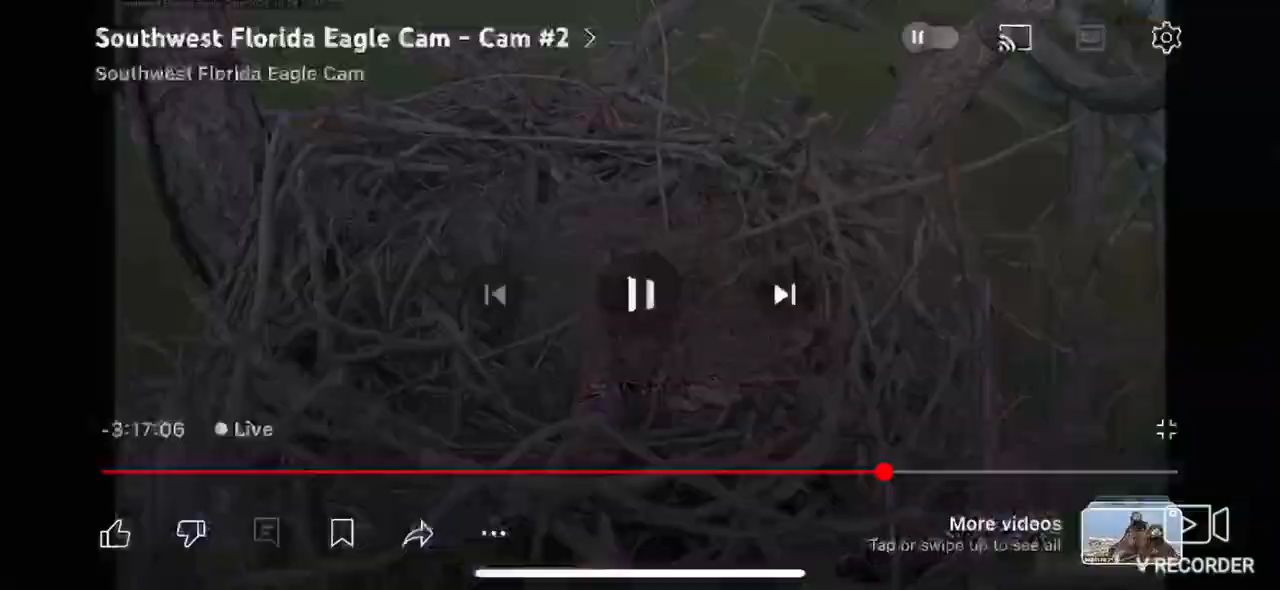 Southwest Florida Eagle Cam - Cam #2
Southwest Florida Eagle Cam
-3:17:06
Live
More videos
Tap or swipe up to see all
V RECORDER